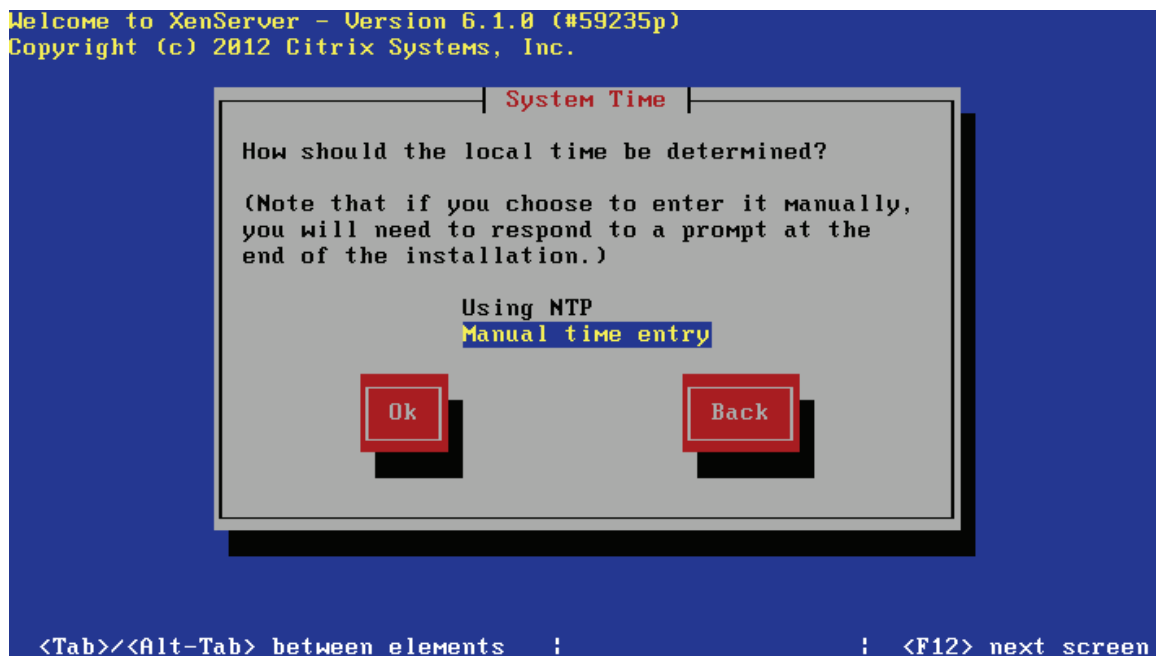 Welcome to XenServer - Version 6.1.0 (#59235p)
Copyright (c) 2012 Citrix Systems, Inc.
System Time
How should the local time be determined?
(Note that if you choose to enter it manually,
you will need to respond to a prompt at the
end of the installation.)
Using NTP
Manual time entry
Ok Back
<Tab>/<Alt-Tab> between elements ¦ ¦ <F12> next screen